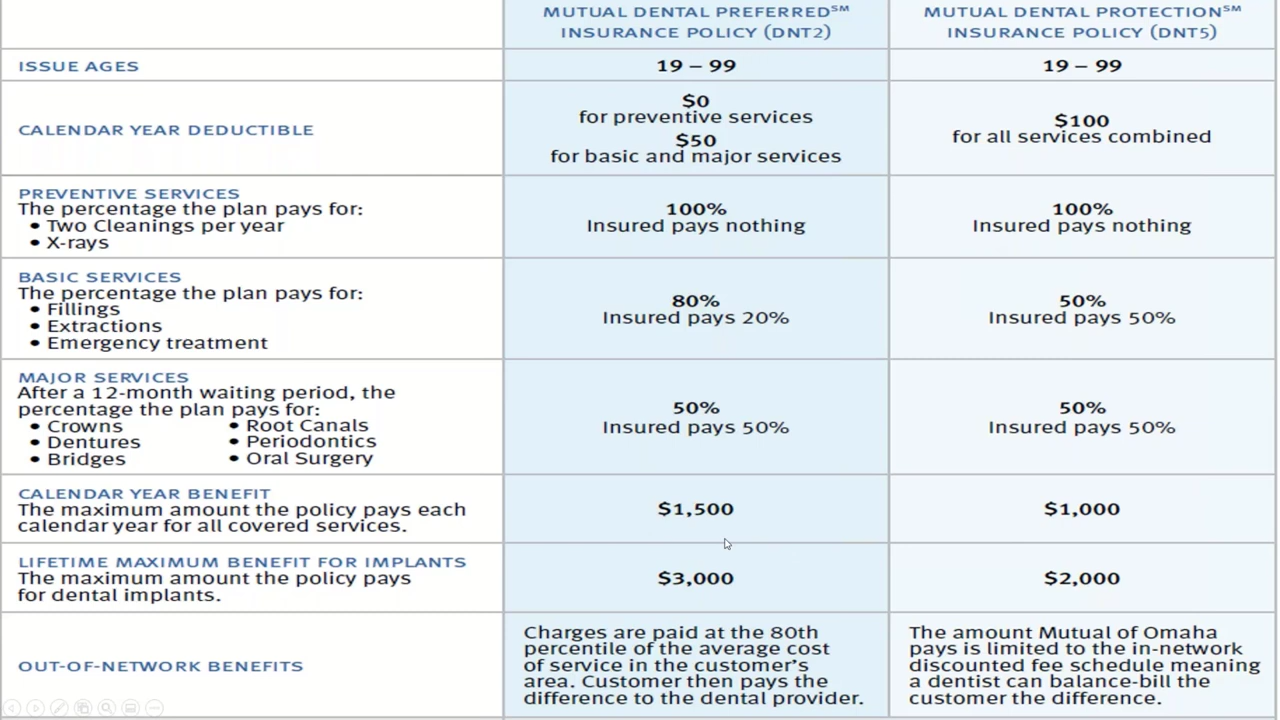 MUTUAL DENTAL PREFERRED℠
INSURANCE POLICY (DNT2)
MUTUAL DENTAL PROTECTION℠
INSURANCE POLICY (DNT5)
ISSUE AGES
19 – 99
19 – 99
CALENDAR YEAR DEDUCTIBLE
$0
for preventive services
$50
for basic and major services
$100
for all services combined
PREVENTIVE SERVICES
The percentage the plan pays for:
• Two Cleanings per year
• X-rays
100%
Insured pays nothing
100%
Insured pays nothing
BASIC SERVICES
The percentage the plan pays for:
• Fillings
• Extractions
• Emergency treatment
80%
Insured pays 20%
50%
Insured pays 50%
MAJOR SERVICES
After a 12-month waiting period, the
percentage the plan pays for:
• Crowns • Root Canals
• Dentures • Periodontics
• Bridges • Oral Surgery
50%
Insured pays 50%
50%
Insured pays 50%
CALENDAR YEAR BENEFIT
The maximum amount the policy pays each
calendar year for all covered services.
$1,500
$1,000
LIFETIME MAXIMUM BENEFIT FOR IMPLANTS
The maximum amount the policy pays
for dental implants.
$3,000
$2,000
OUT-OF-NETWORK BENEFITS
Charges are paid at the 80th
percentile of the average cost
of service in the customer's
area. Customer then pays the
difference to the dental provider.
The amount Mutual of Omaha
pays is limited to the in-network
discounted fee schedule meaning
a dentist can balance-bill the
customer the difference.